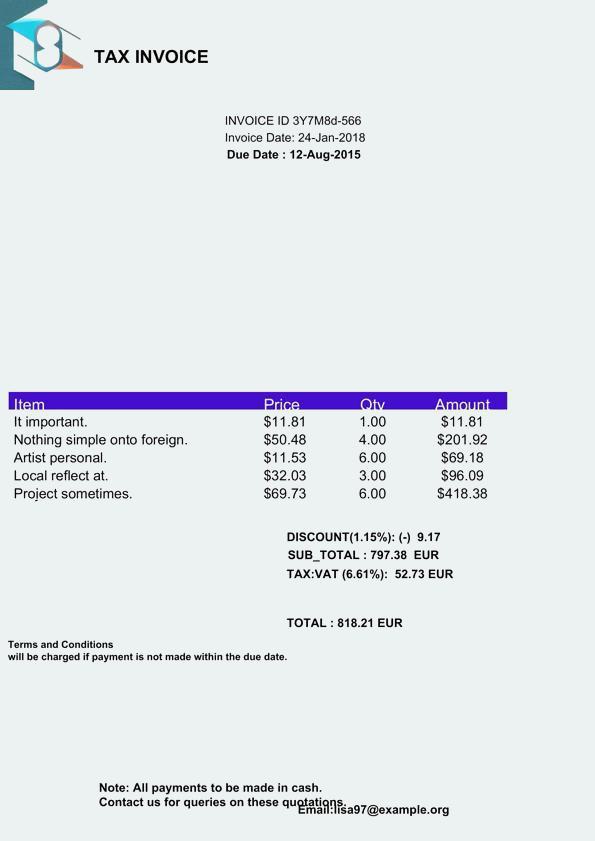 TAX INVOICE
INVOICE ID 3Y7M8d-566
Invoice Date: 24-Jan-2018
Due Date : 12-Aug-2015
Item Price Qty Amount
It important. $11.81 1.00 $11.81
Nothing simple onto foreign. $50.48 4.00 $201.92
Artist personal. $11.53 6.00 $69.18
Local reflect at. $32.03 3.00 $96.09
Project sometimes. $69.73 6.00 $418.38
DISCOUNT(1.15%): (-) 9.17
SUB_TOTAL : 797.38 EUR
TAX:VAT (6.61%): 52.73 EUR
TOTAL : 818.21 EUR
Terms and Conditions
will be charged if payment is not made within the due date.
Note: All payments to be made in cash.
Contact us for queries on these quotations.
Email:lisa97@example.org